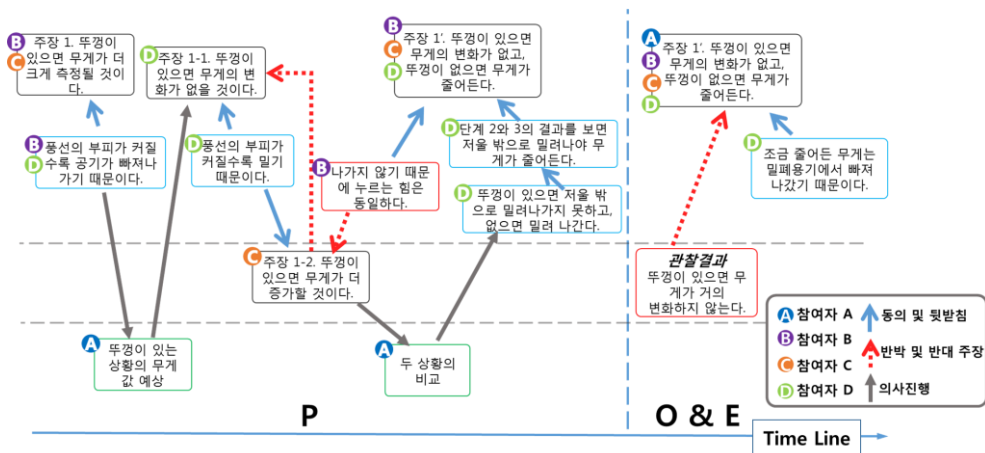 B
C
주장 1. 뚜껑이
있으면 무게가 더
크게 측정될 것이
다.
D
주장 1-1. 뚜껑이
있으면 무게의 변
화가 없을 것이다.
B
C
D
주장 1’. 뚜껑이 있으면
무게의 변화가 없고,
뚜껑이 없으면 무게가
줄어든다.
A
B
C
D
주장 1’. 뚜껑이 있으면
무게의 변화가 없고,
뚜껑이 없으면 무게가
줄어든다.
B
D
풍선의 부피가 커질
수록 공기가 빠져나
가기 때문이다.
D
풍선의 부피가
커질수록 밀기
때문이다.
B
나가지 않기 때문
에 누르는 힘은
동일하다.
D
단계 2와 3의 결과를 보면
저울 밖으로 밀려나야 무
게가 줄어든다.
D
뚜껑이 있으면 저울 밖
으로 밀려나가지 못하고,
없으면 밀려 나간다.
D
조금 줄어든 무게는
밀폐용기에서 빠져
나갔기 때문이다.
C
주장 1-2. 뚜껑이
있으면 무게가 더
증가할 것이다.
관찰결과
뚜껑이 있으면 무
게가 거의
변화하지 않는다.
A
뚜껑이 있는
상황의 무게
값 예상
A
두 상황의
비교
A 참여자 A
B 참여자 B
C 참여자 C
D 참여자 D
동의 및 뒷받침
반박 및 반대 주장
의사진행
P
O & E
Time Line